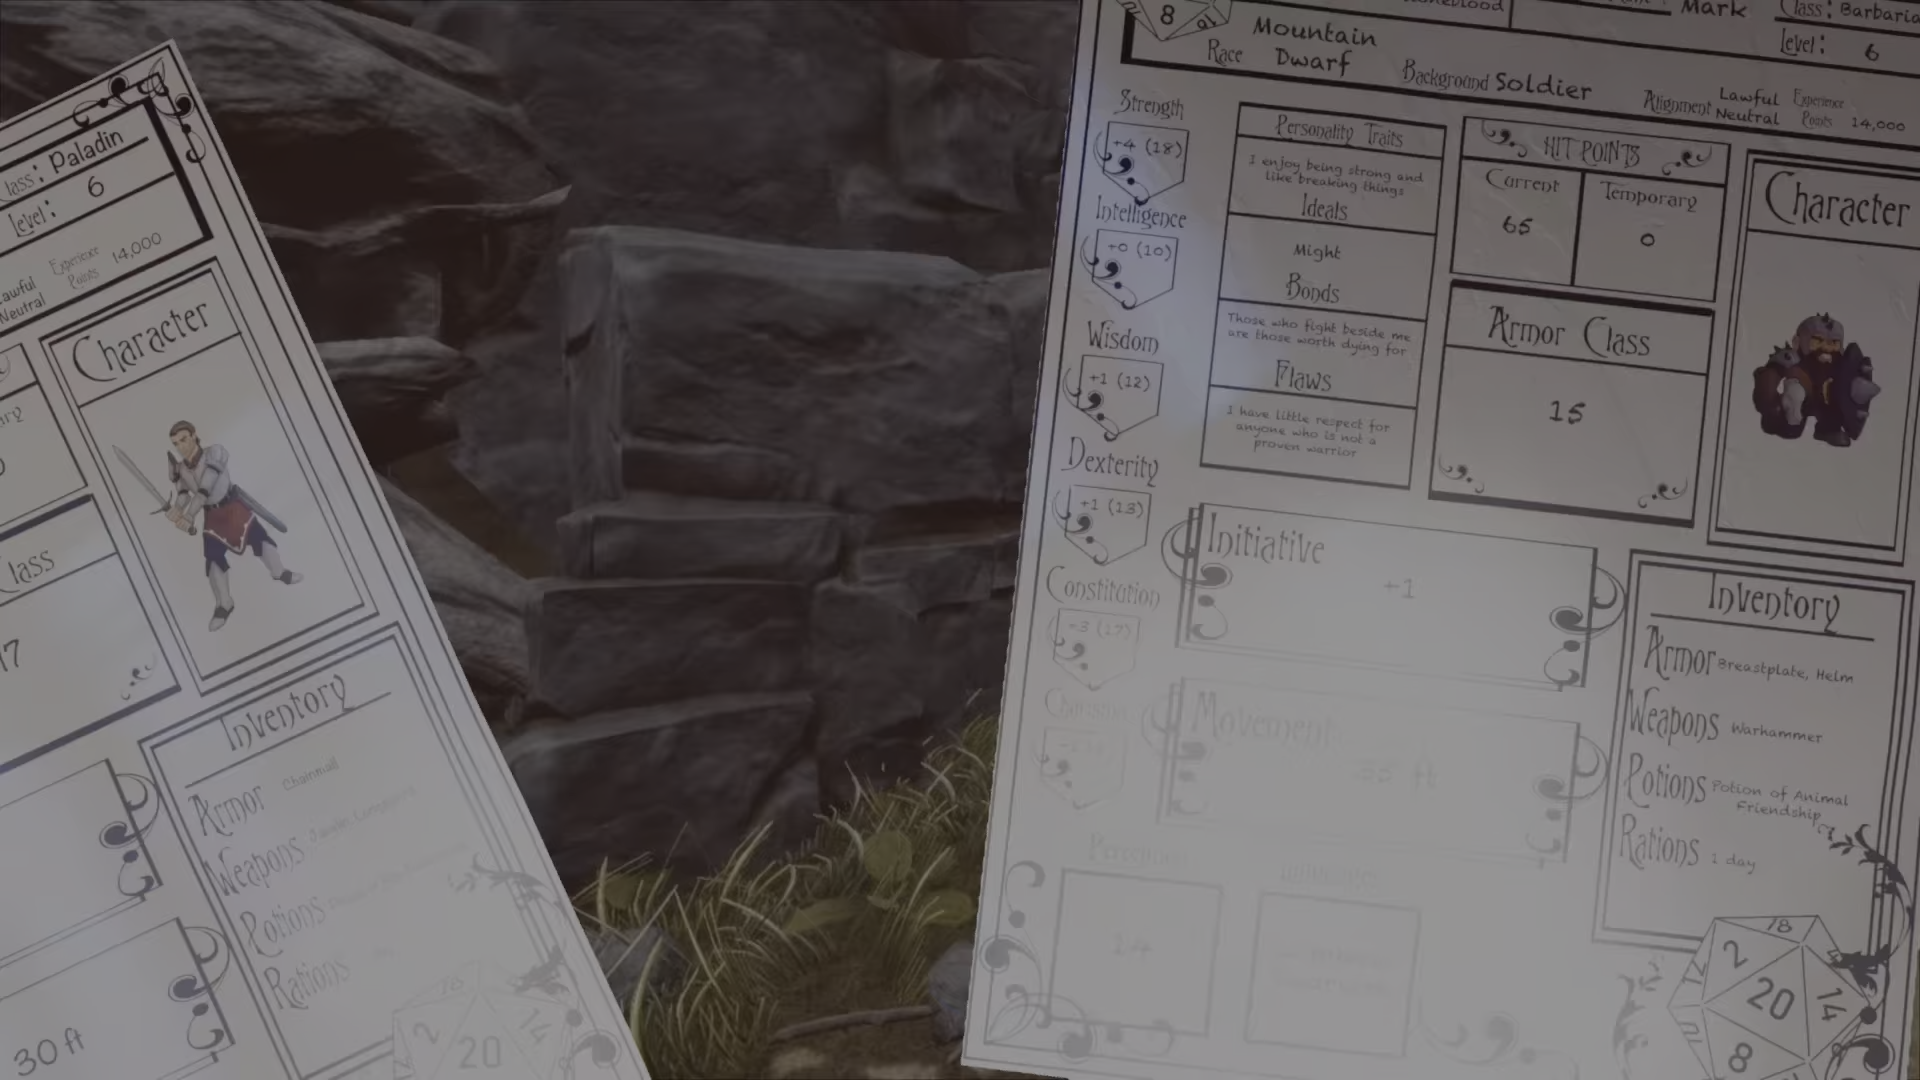 Class: Paladin
Level: 6
Lawful
Neutral
Experience
Points 14,000
Character
Class
17
Inventory
Armor Chainmail
Weapons
Potions
Rations
30 ft
2
20
14
18
8
Mark
Class: Barbaria
Level: 6
Mountain
Race Dwarf
Background Soldier
Alignment Lawful
Neutral
Experience
Points 14,000
Strength
+4 (18)
Intelligence
+0 (10)
Wisdom
+1 (12)
Dexterity
+1 (13)
Constitution
+3 (17)
Charisma
Personality Traits
I enjoy being strong and
like breaking things
Ideals
Might
Bonds
Those who fight beside me
are those worth dying for
Flaws
I have little respect for
anyone who is not a
proven warrior
HIT POINTS
Current
65
Temporary
0
Armor Class
15
Character
Initiative
+1
Movement
14
Inventory
Armor Breastplate, Helm
Weapons Warhammer
Potions Potion of Animal
Friendship
Rations 1 day
18
2
20
14
8